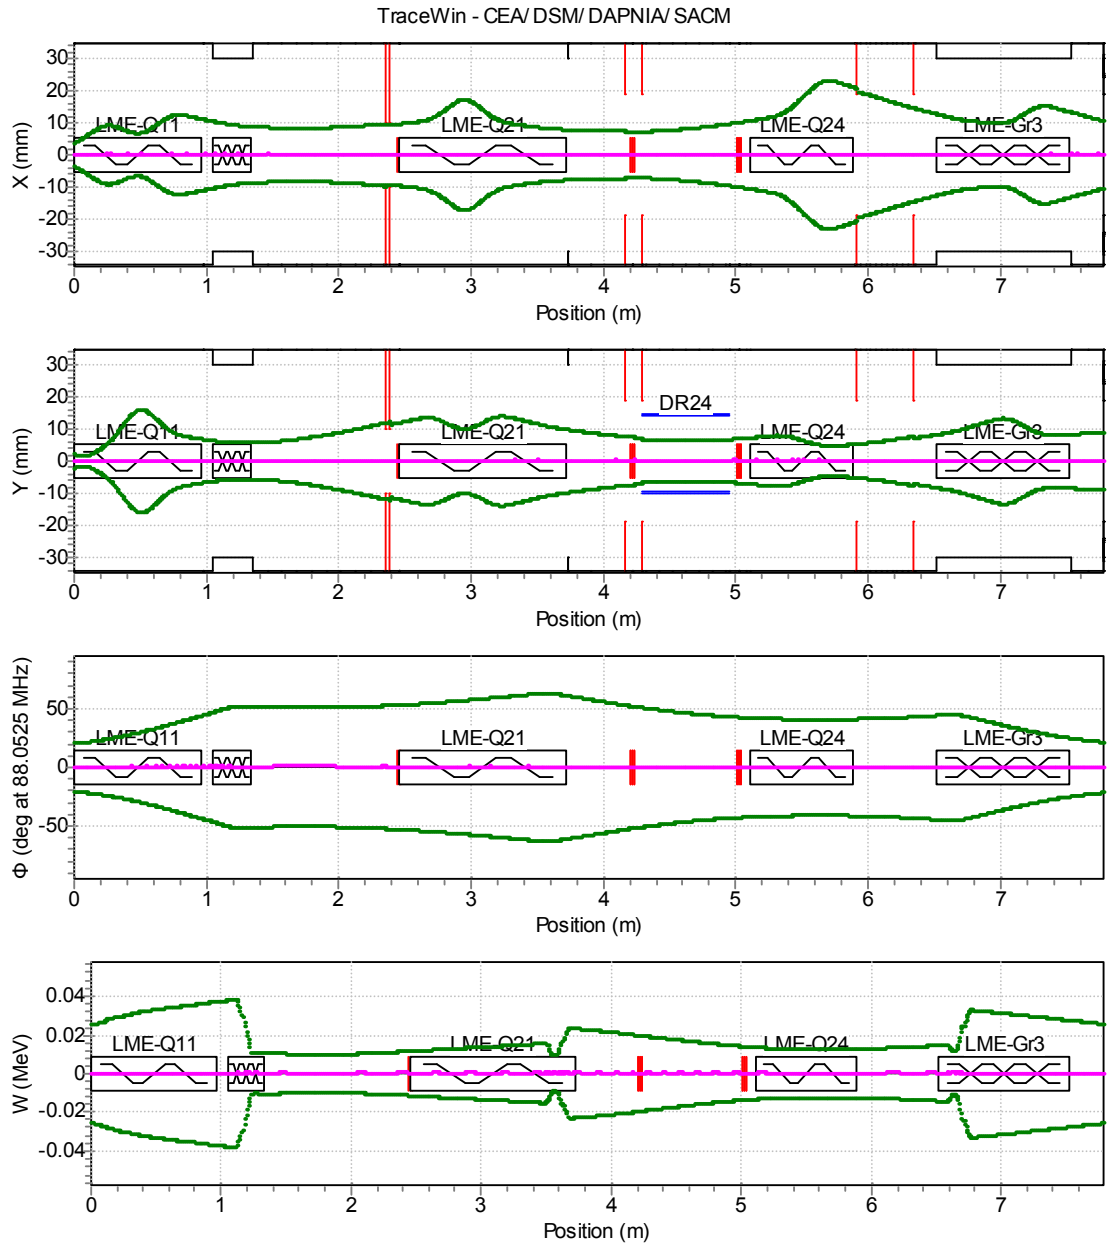 TraceWin - CEA/ DSM/ DAPNIA/ SACM
X (mm)
30
20
10
0
-10
-20
-30
LME-Q11
LME-Q21
LME-Q24
LME-Gr3
0 1 2 3 4 5 6 7
Position (m)
Y (mm)
30
20
10
0
-10
-20
-30
DR24
LME-Q11
LME-Q21
LME-Q24
LME-Gr3
0 1 2 3 4 5 6 7
Position (m)
Φ (deg at 88.0525 MHz)
50
0
-50
LME-Q11
LME-Q21
LME-Q24
LME-Gr3
0 1 2 3 4 5 6 7
Position (m)
W (MeV)
0.04
0.02
0
-0.02
-0.04
LME-Q11
LME-Q21
LME-Q24
LME-Gr3
0 1 2 3 4 5 6 7
Position (m)